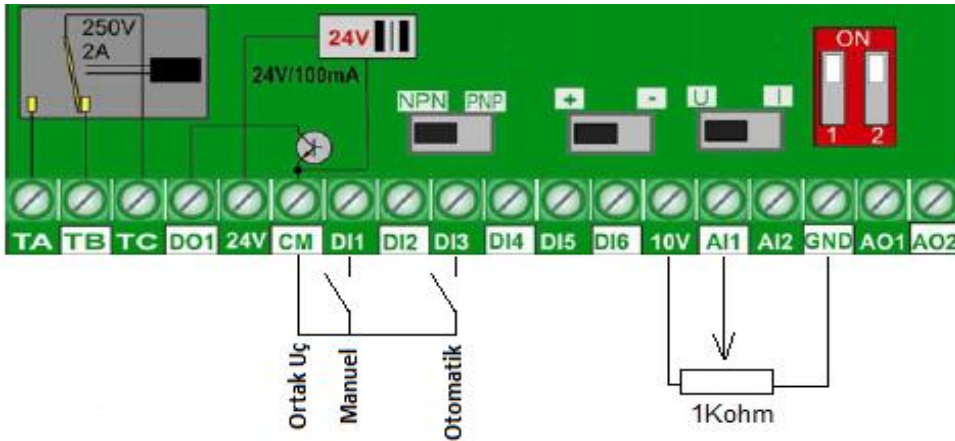 250V
2A
24V
24V/100mA
NPN PNP
+ -
U I
ON
1 2
TA TB TC DO1 24V CM DI1 DI2 DI3 DI4 DI5 DI6 10V AI1 AI2 GND AO1 AO2
Ortak Uç
Manuel
Otomatik
1Kohm